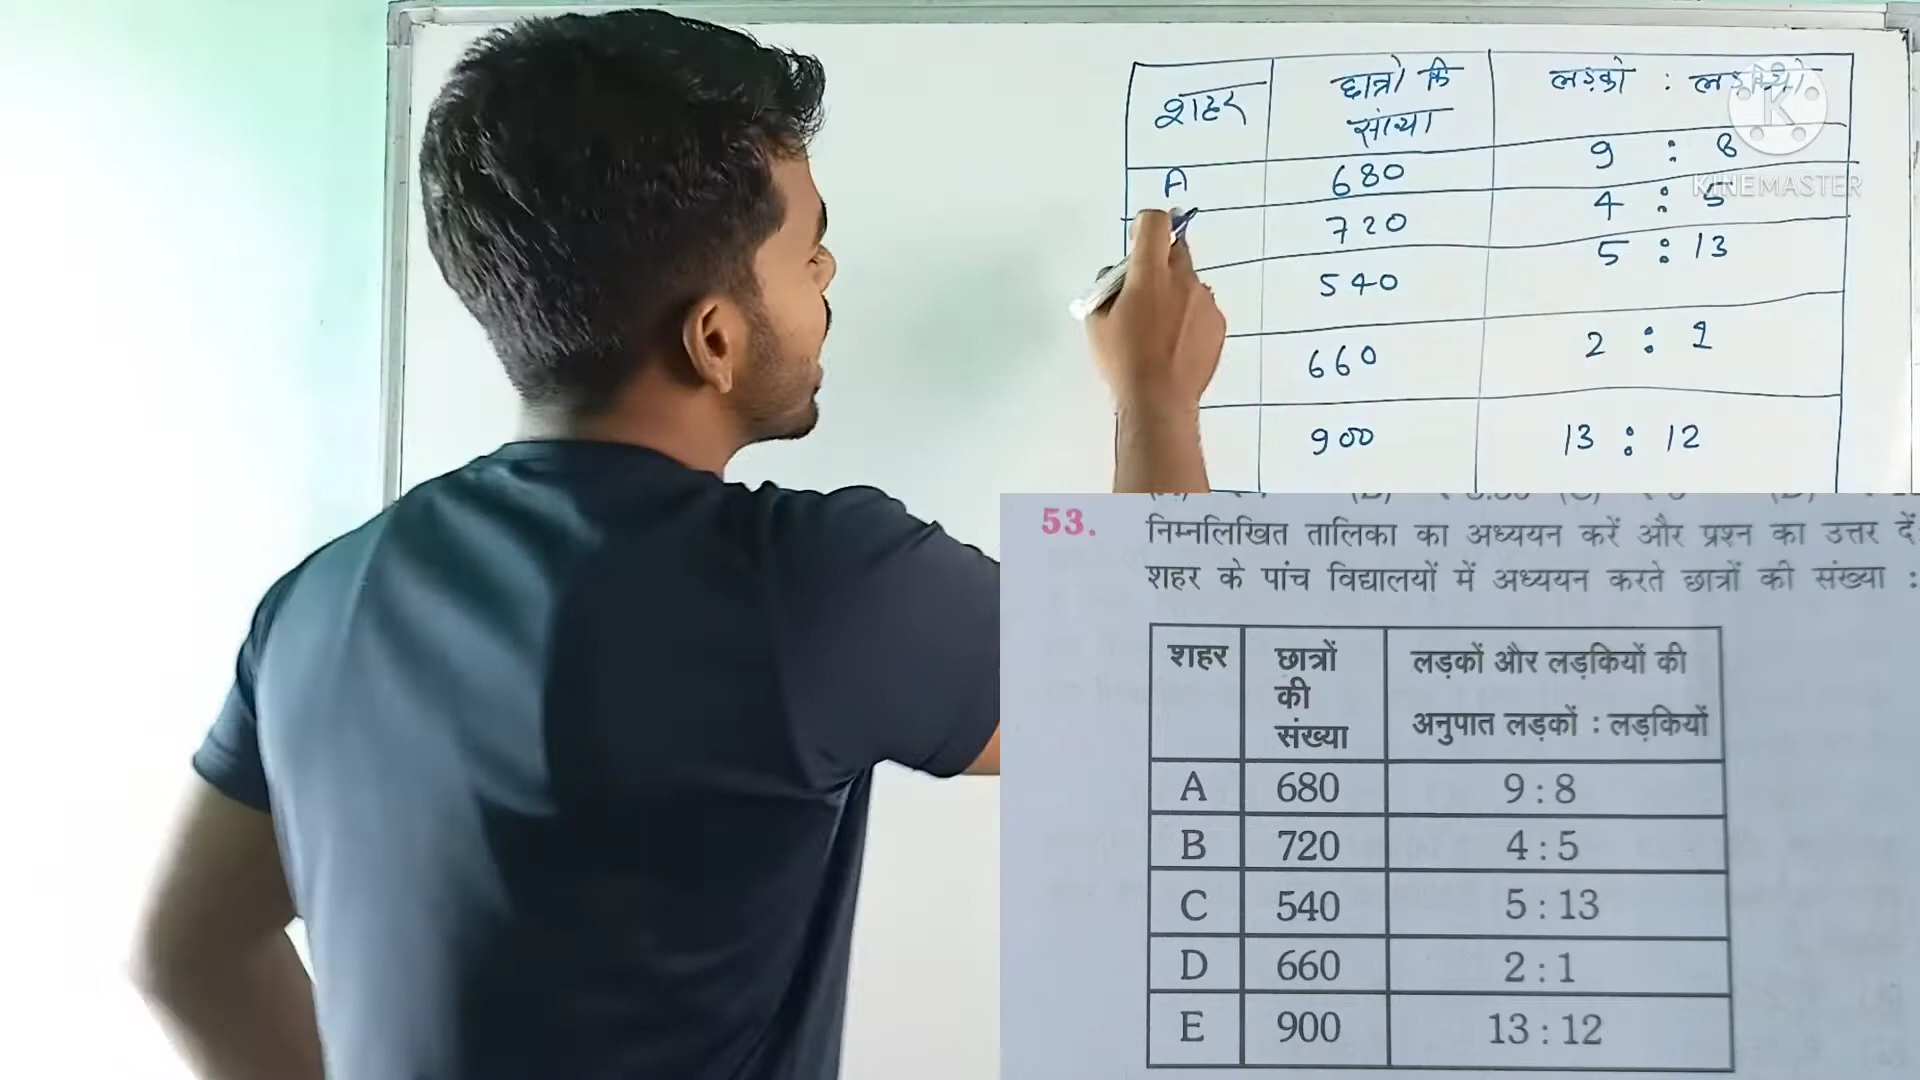 शहर छात्रो कि साख्या लड़को : लड़कियो
A 680 9 : 8
720 4 : 5
540 5 : 13
660 2 : 1
900 13 : 12
K
KINEMASTER
53. निम्नलिखित तालिका का अध्ययन करें और प्रश्न का उत्तर दें
शहर के पांच विद्यालयों में अध्ययन करते छात्रों की संख्या :
शहर छात्रों की संख्या लड़कों और लड़कियों की अनुपात लड़कों : लड़कियों
A 680 9 : 8
B 720 4 : 5
C 540 5 : 13
D 660 2 : 1
E 900 13 : 12